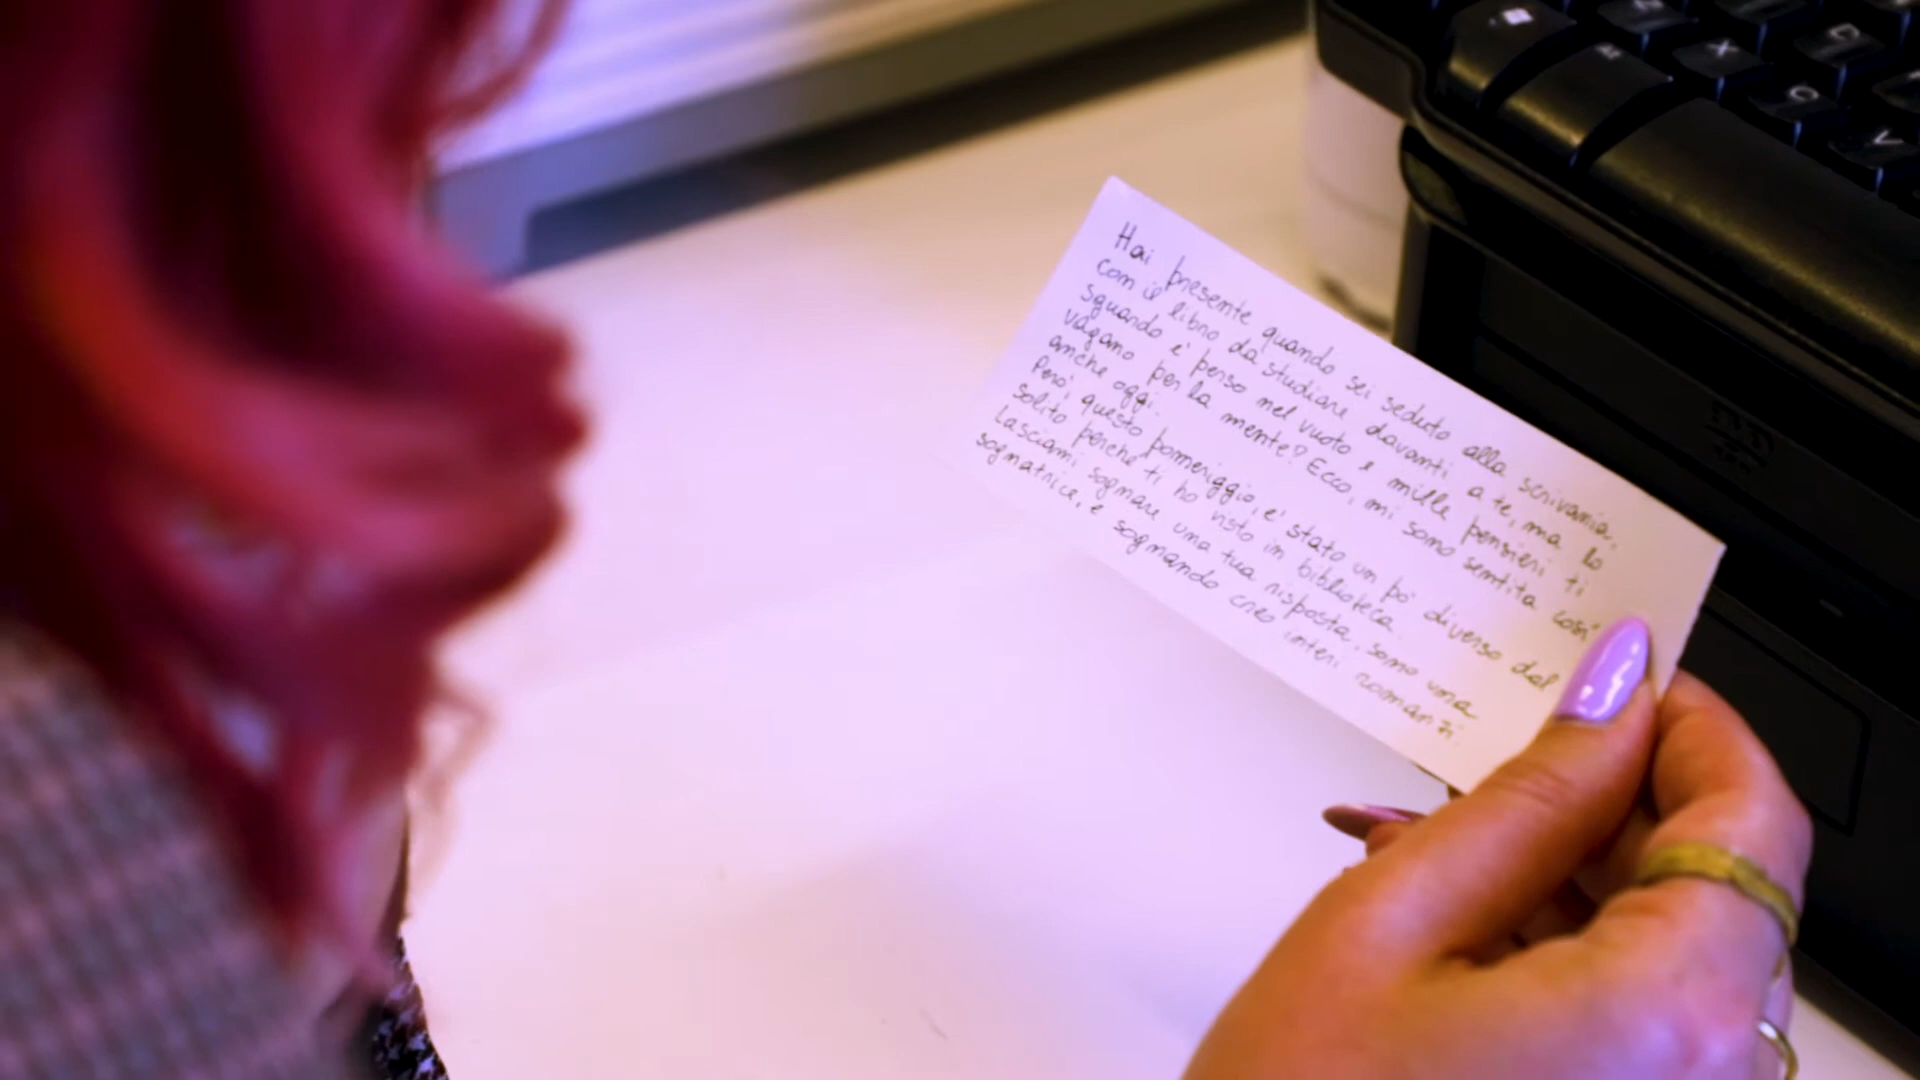 Hai presente quando sei seduto alla scrivania,
con il libro da studiare davanti a te, ma lo
sguardo e' perso nel vuoto e mille pensieri ti
vagano per la mente? Ecco, mi sono sentita cosi'
anche oggi.
Pero', questo pomeriggio, e' stato un po' diverso dal
solito perché ti ho visto in biblioteca.
Lasciami sognare una tua risposta, sono una
sognatrice, e sognando creo interi romanzi.
X
C
V